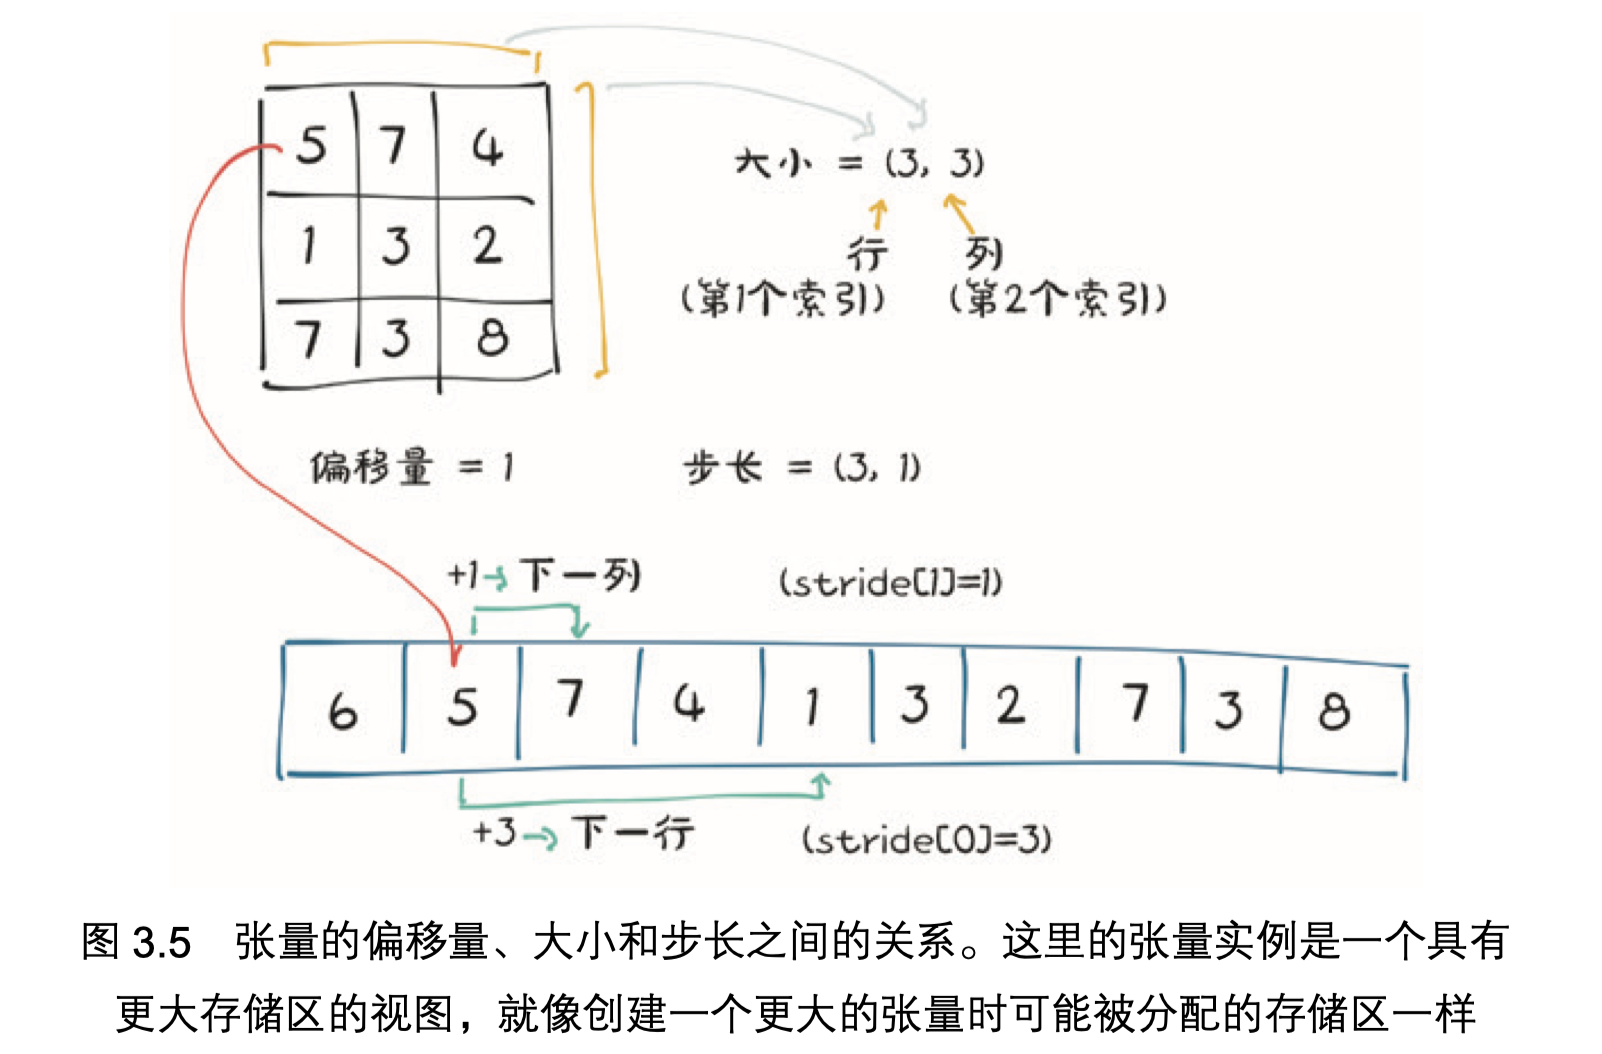 5 7 4
1 3 2
7 3 8
大小 = (3, 3)
行 列
(第1个索引) (第2个索引)
偏移量 = 1 步长 = (3, 1)
+1 下一列 (stride[1]=1)
6 5 7 4 1 3 2 7 3 8
+3 下一行 (stride[0]=3)
图 3.5 张量的偏移量、大小和步长之间的关系。这里的张量实例是一个具有
更大存储区的视图，就像创建一个更大的张量时可能被分配的存储区一样